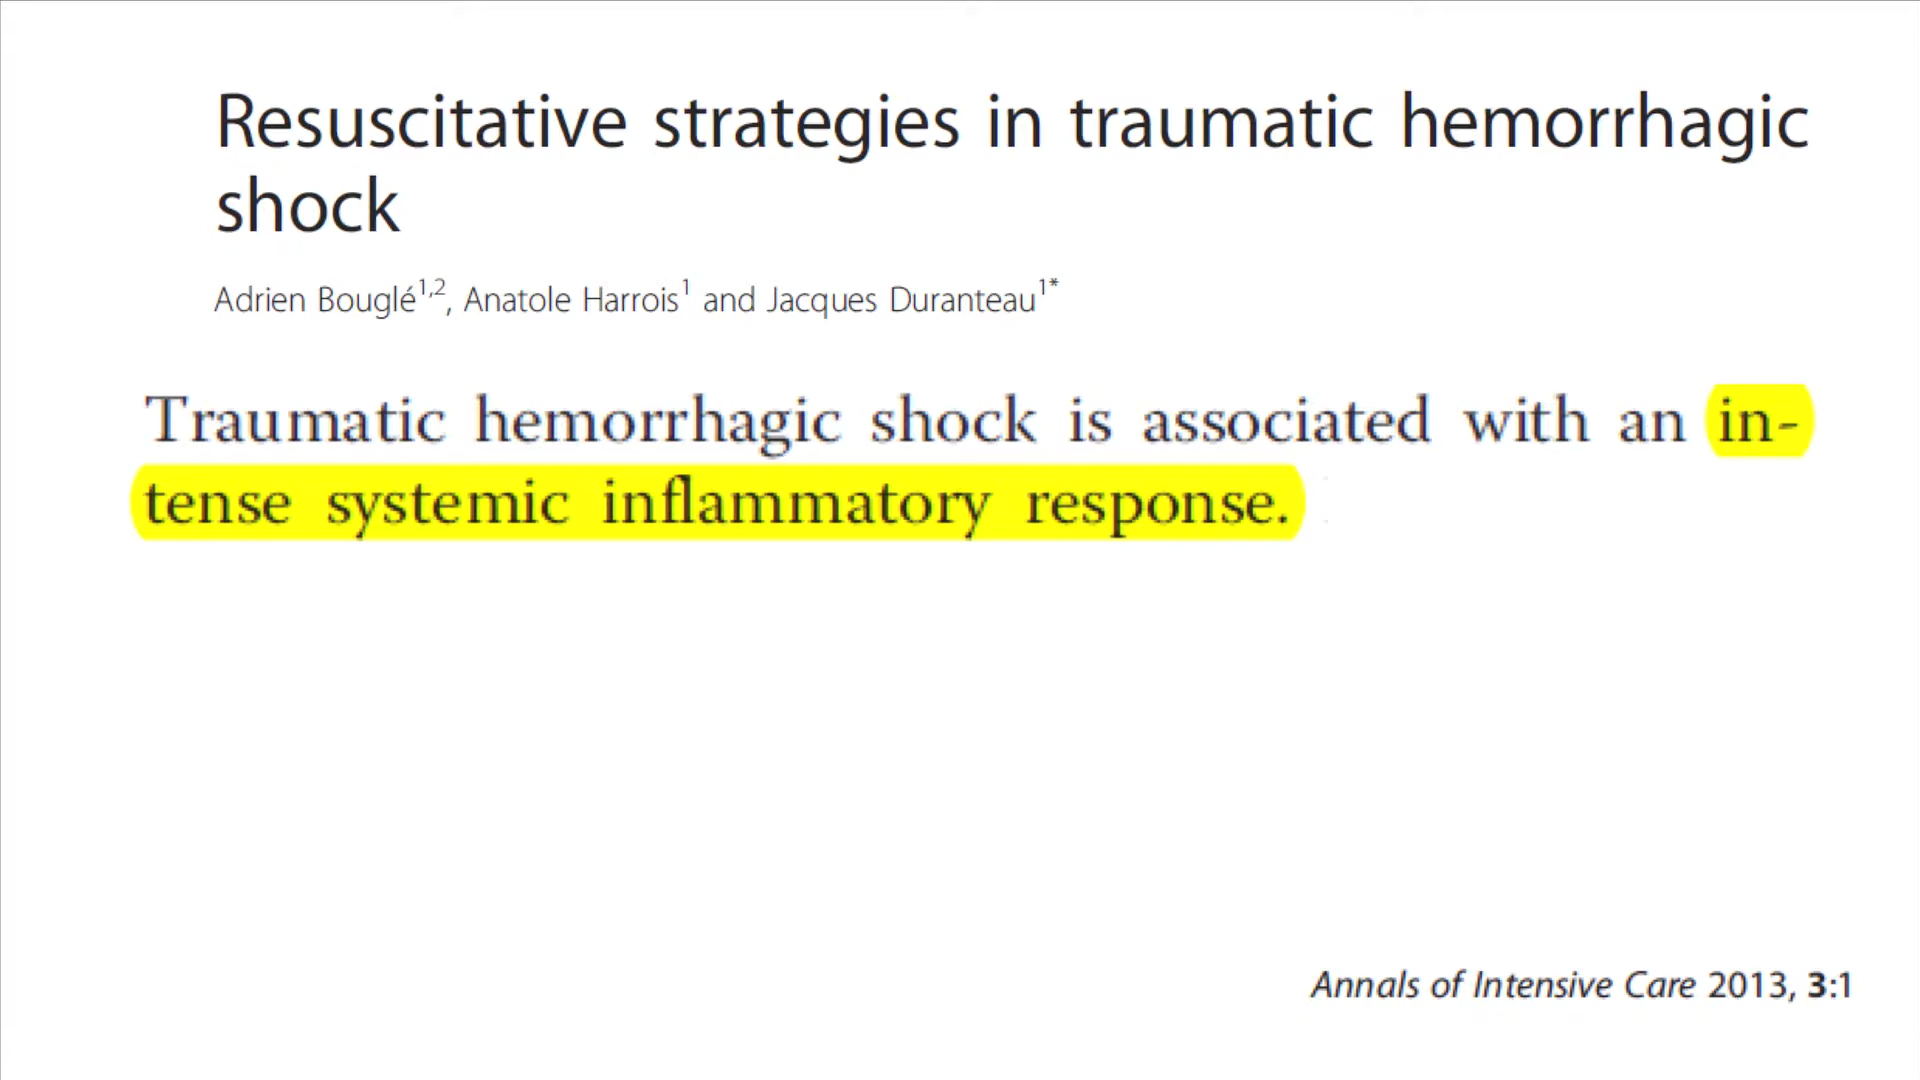 Resuscitative strategies in traumatic hemorrhagic
shock
Adrien Bouglé1,2, Anatole Harrois1 and Jacques Duranteau1*
Traumatic hemorrhagic shock is associated with an in-
tense systemic inflammatory response.
Annals of Intensive Care 2013, 3:1